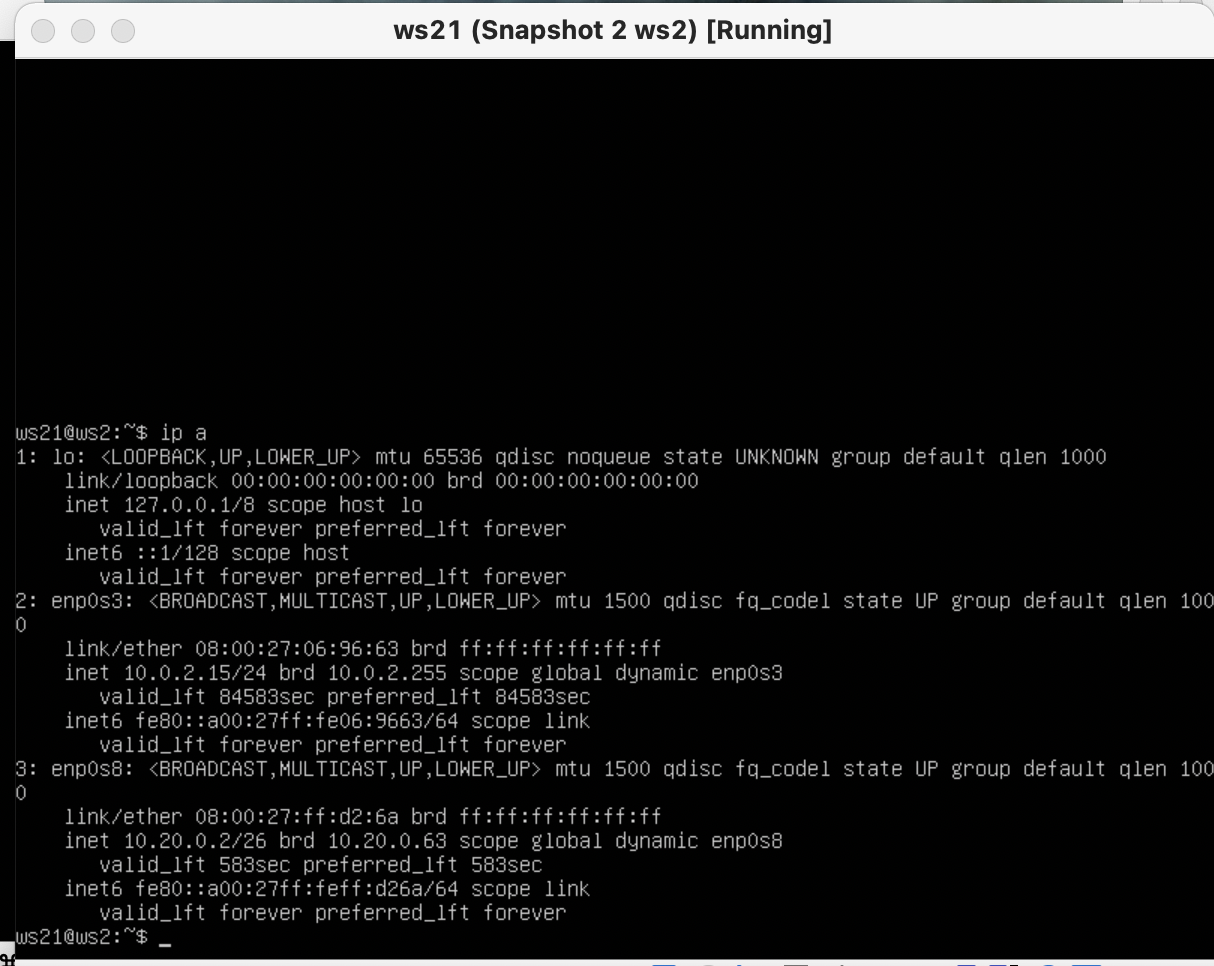 ws21 (Snapshot 2 ws2) [Running]
ws21@ws2:~$ ip a
1: lo: <LOOPBACK,UP,LOWER_UP> mtu 65536 qdisc noqueue state UNKNOWN group default qlen 1000
    link/loopback 00:00:00:00:00:00 brd 00:00:00:00:00:00
    inet 127.0.0.1/8 scope host lo
       valid_lft forever preferred_lft forever
    inet6 ::1/128 scope host
       valid_lft forever preferred_lft forever
2: enp0s3: <BROADCAST,MULTICAST,UP,LOWER_UP> mtu 1500 qdisc fq_codel state UP group default qlen 100
0
    link/ether 08:00:27:06:96:63 brd ff:ff:ff:ff:ff:ff
    inet 10.0.2.15/24 brd 10.0.2.255 scope global dynamic enp0s3
       valid_lft 84583sec preferred_lft 84583sec
    inet6 fe80::a00:27ff:fe06:9663/64 scope link
       valid_lft forever preferred_lft forever
3: enp0s8: <BROADCAST,MULTICAST,UP,LOWER_UP> mtu 1500 qdisc fq_codel state UP group default qlen 100
0
    link/ether 08:00:27:ff:d2:6a brd ff:ff:ff:ff:ff:ff
    inet 10.20.0.2/26 brd 10.20.0.63 scope global dynamic enp0s8
       valid_lft 583sec preferred_lft 583sec
    inet6 fe80::a00:27ff:feff:d26a/64 scope link
       valid_lft forever preferred_lft forever
ws21@ws2:~$ _